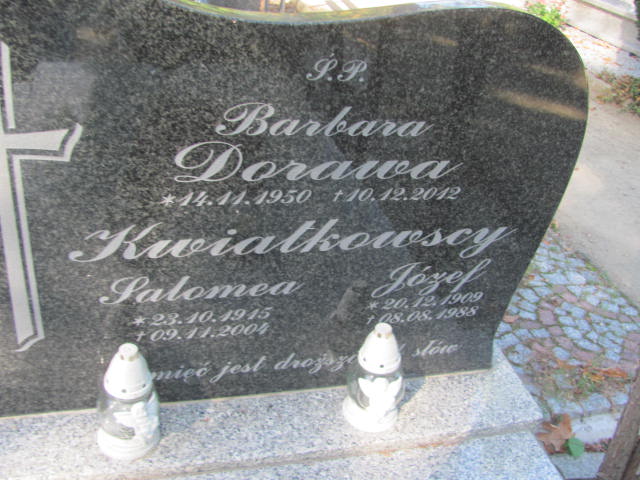 Ś.P.
Barbara
Dorawa
*14.11.1950 †10.12.2012
Kwiatkowscy
Salomea Józef
*23.10.1915 *20.12.1909
†09.11.2004 †08.08.1988
jest słów